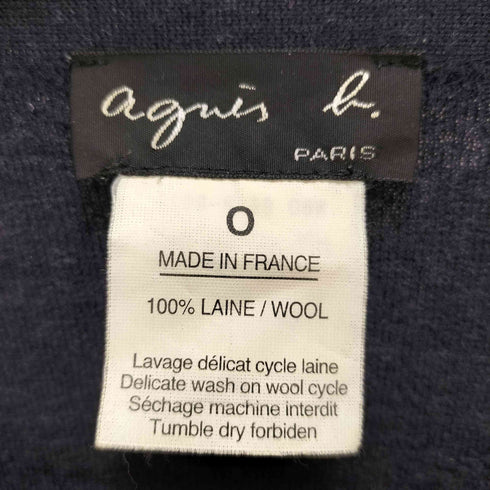 agnès b.
PARIS
O
MADE IN FRANCE
100% LAINE / WOOL
Lavage délicat cycle laine
Delicate wash on wool cycle
Séchage machine interdit
Tumble dry forbiden